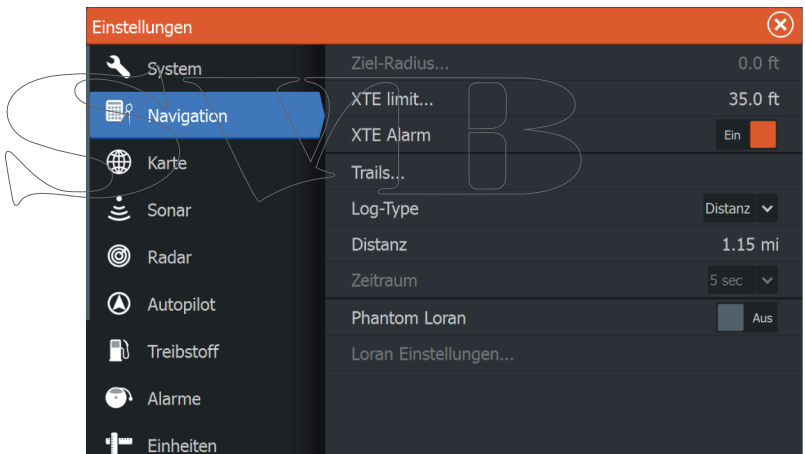 Einstellungen
System
Navigation
Karte
Sonar
Radar
Autopilot
Treibstoff
Alarme
Einheiten
Ziel-Radius... 0.0 ft
XTE limit... 35.0 ft
XTE Alarm Ein
Trails...
Log-Type Distanz
Distanz 1.15 mi
Zeitraum 5 sec
Phantom Loran Aus
Loran Einstellungen...
SVB